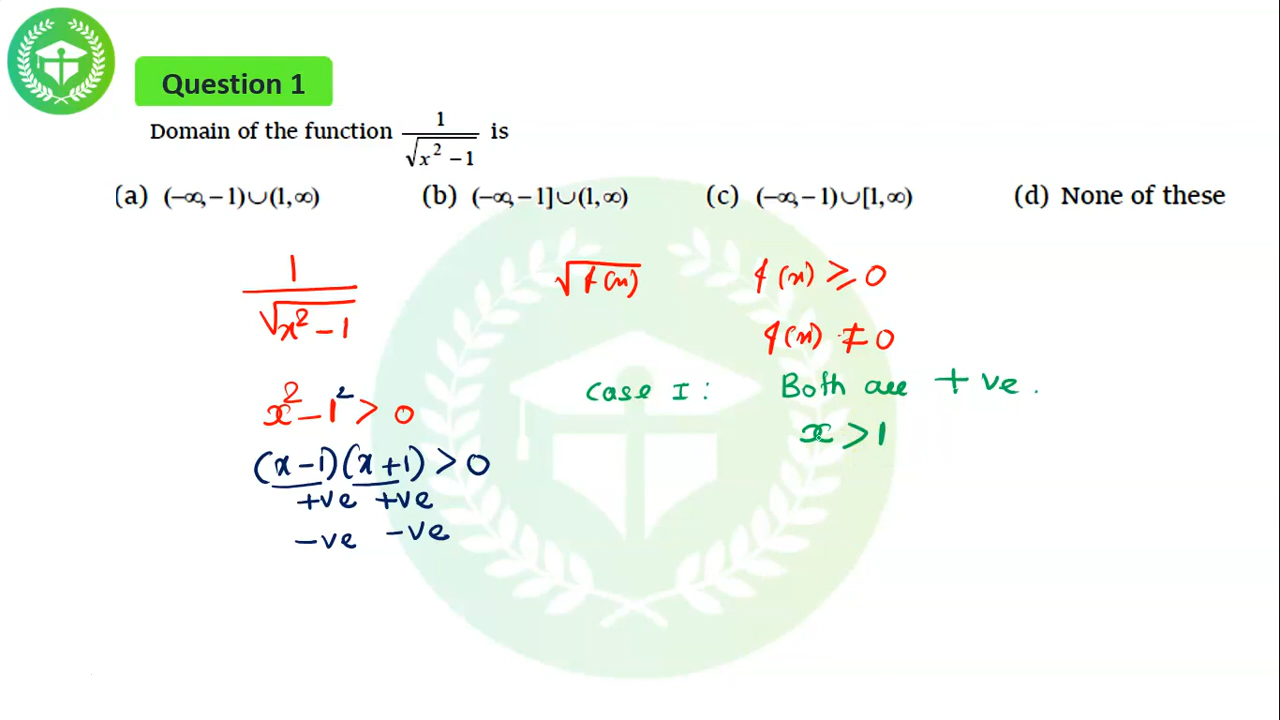 Question 1
Domain of the function 1/√(x² −1) is
(a) (−∞, −1)∪(1, ∞) (b) (−∞, −1]∪(1, ∞) (c) (−∞, −1)∪[1, ∞) (d) None of these
1/√(x² − 1) √f(x) f(x) ≥ 0
f(x) ≠ 0
x² − 1² > 0 Case I : Both are +ve .
x > 1
(x − 1)(x + 1) > 0
+ve +ve
−ve −ve